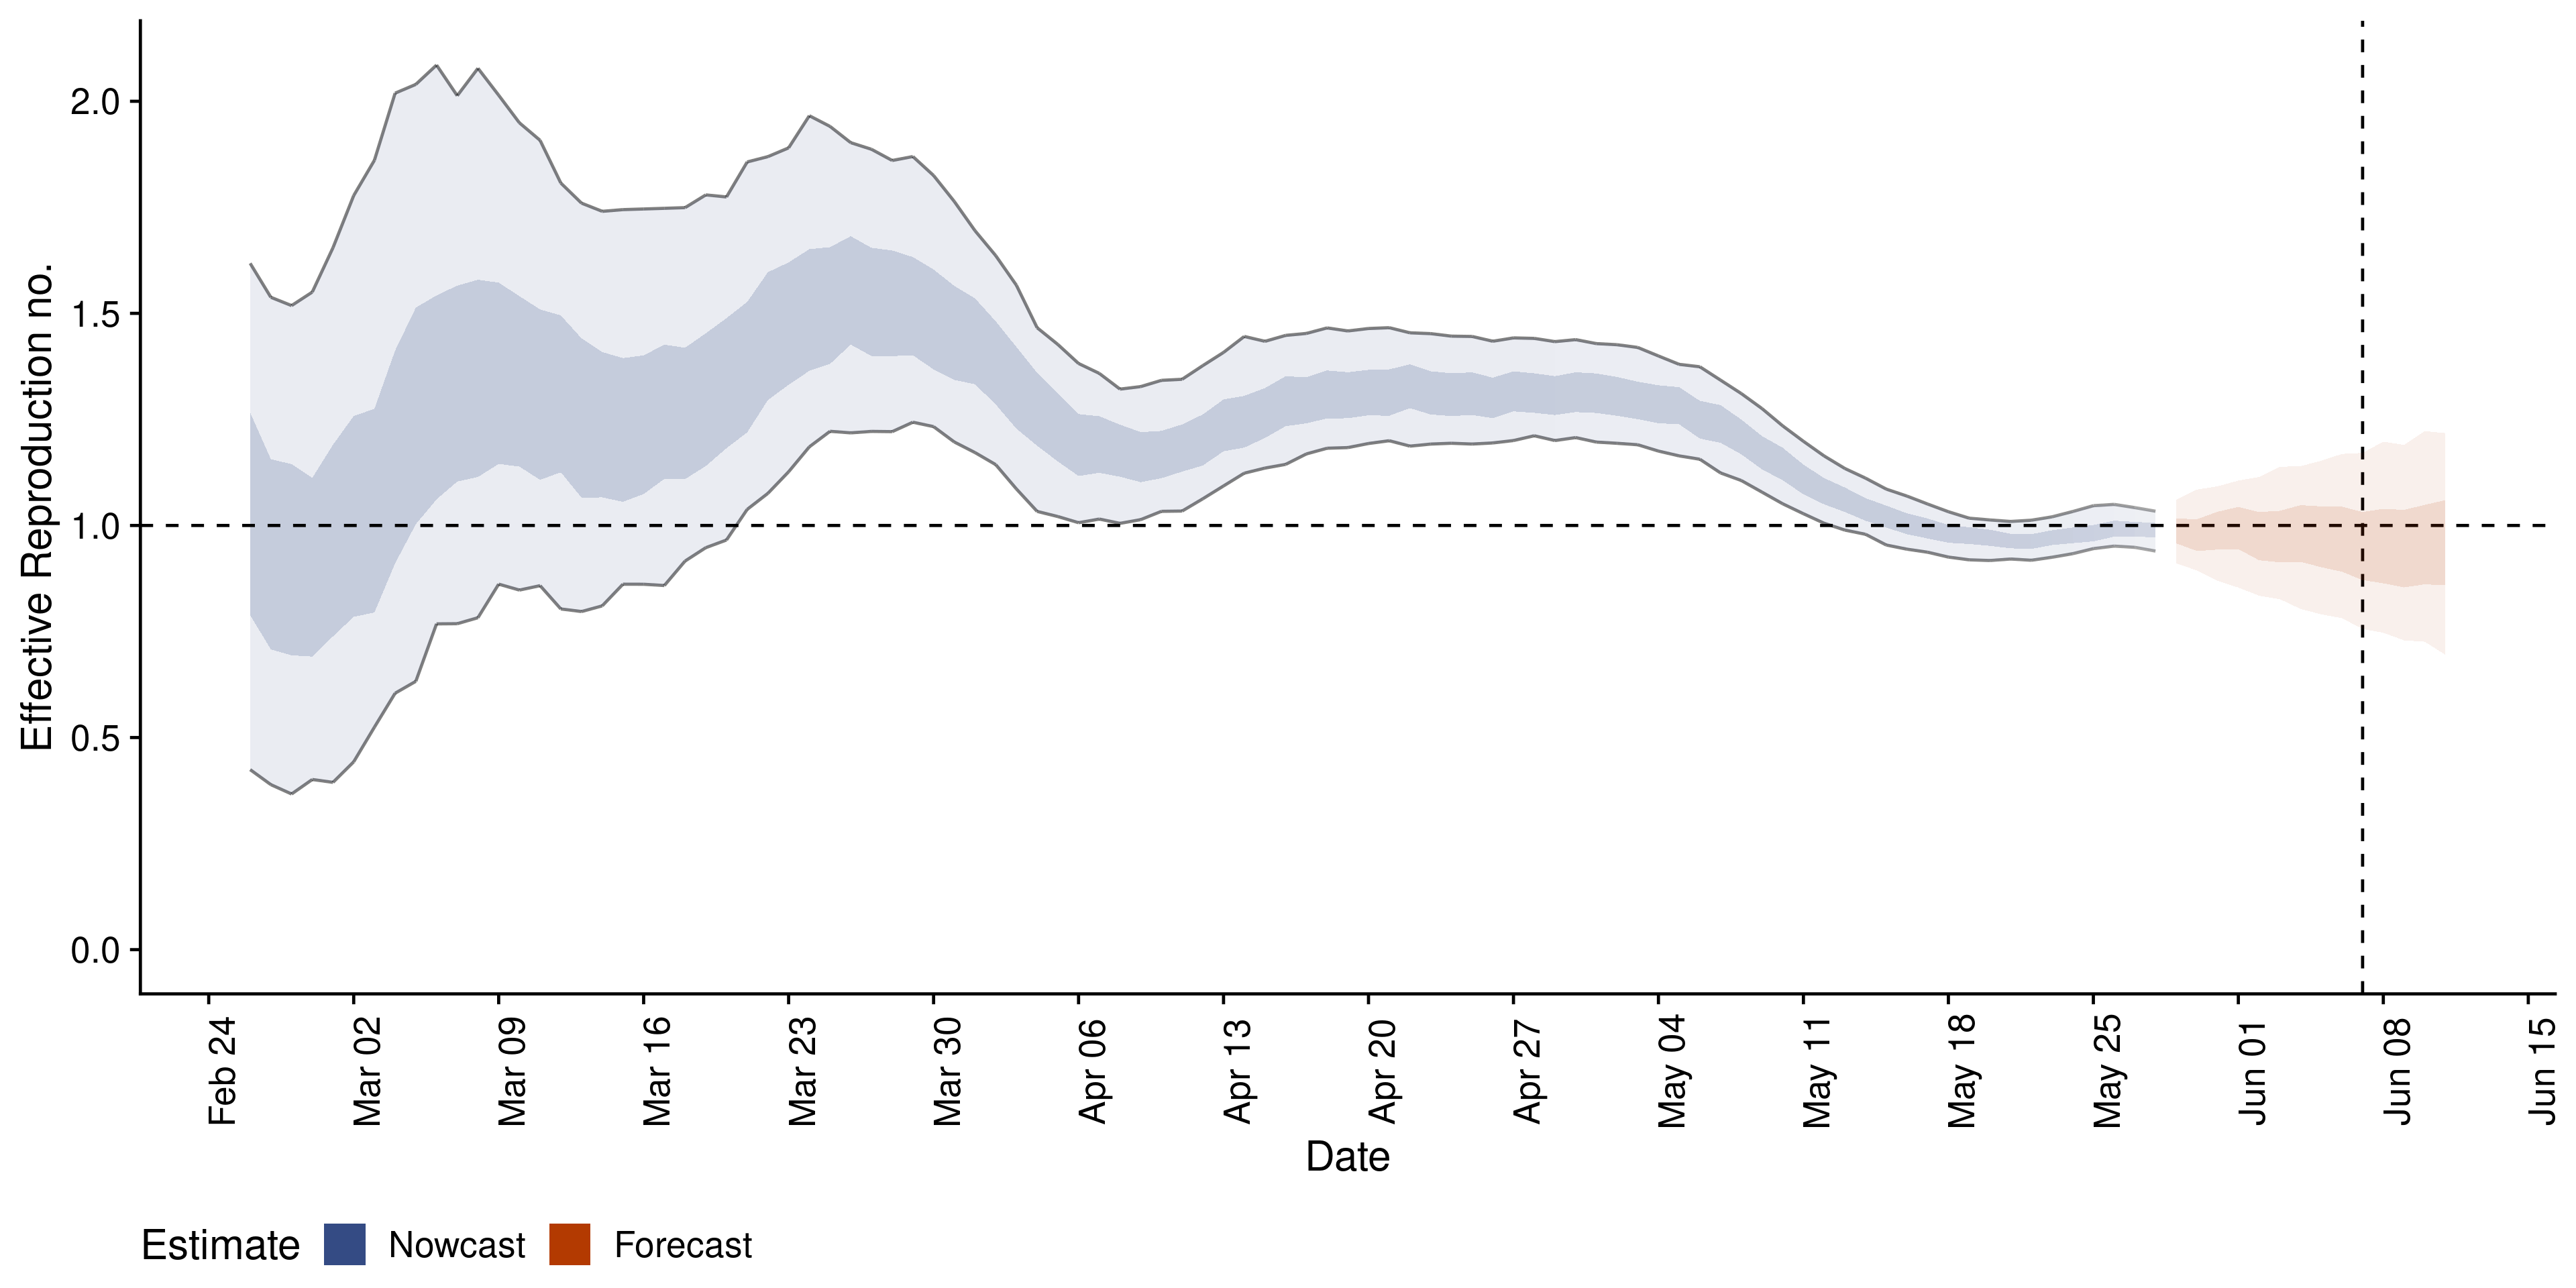 Effective Reproduction no.
2.0
1.5
1.0
0.5
0.0
Feb 24
Mar 02
Mar 09
Mar 16
Mar 23
Mar 30
Apr 06
Apr 13
Apr 20
Apr 27
May 04
May 11
May 18
May 25
Jun 01
Jun 08
Jun 15
Date
Estimate Nowcast Forecast